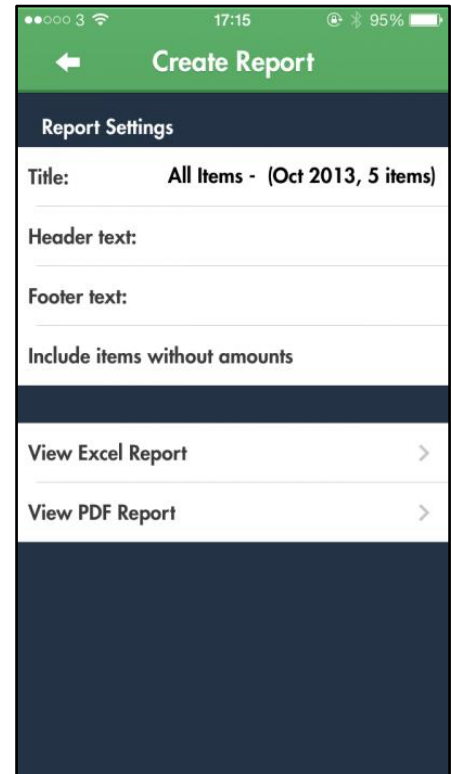 3 17:15 95%
Create Report
Report Settings
Title: All Items - (Oct 2013, 5 items)
Header text:
Footer text:
Include items without amounts
View Excel Report
View PDF Report